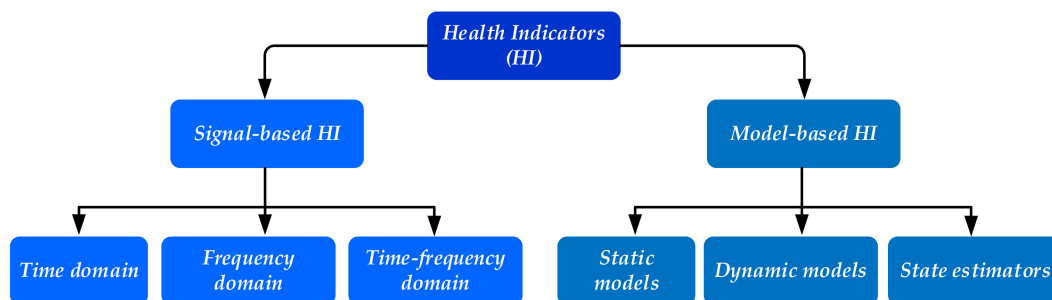 Health Indicators
(HI)
Signal-based HI
Model-based HI
Time domain
Frequency
domain
Time-frequency
domain
Static
models
Dynamic models
State estimators